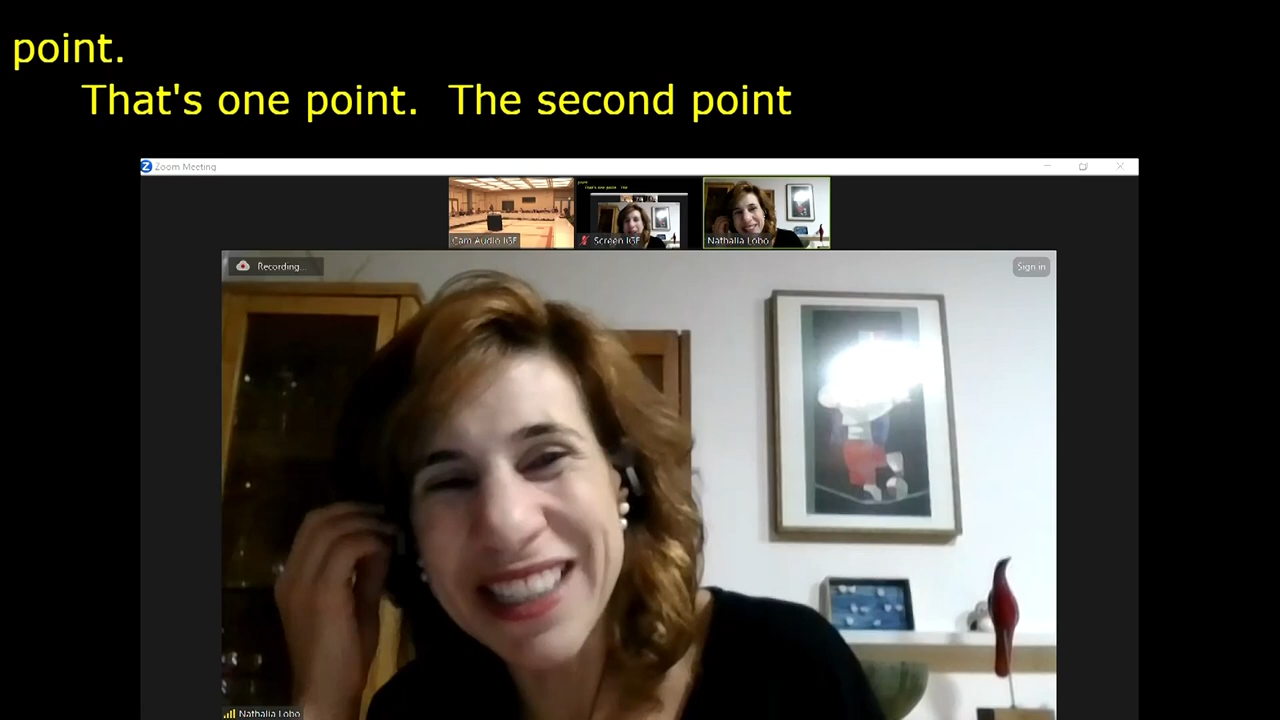 point.
That's one point.  The second point
Zoom Meeting
Cam Audio IGF
Screen IGF
Nathalia Lobo
Recording...
Sign in
Nathalia Lobo